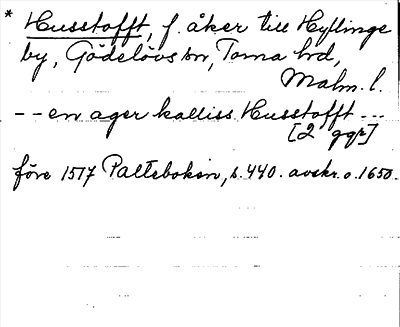 * Husstofft, f. åker till Hyllinge
by, Gödelövs sn, Torna hd,
Malm. l.
-- en ager kalliss Husstofft ---
[2 ggr]
före 1517 Palteboken, s. 440. avskr. o. 1650.